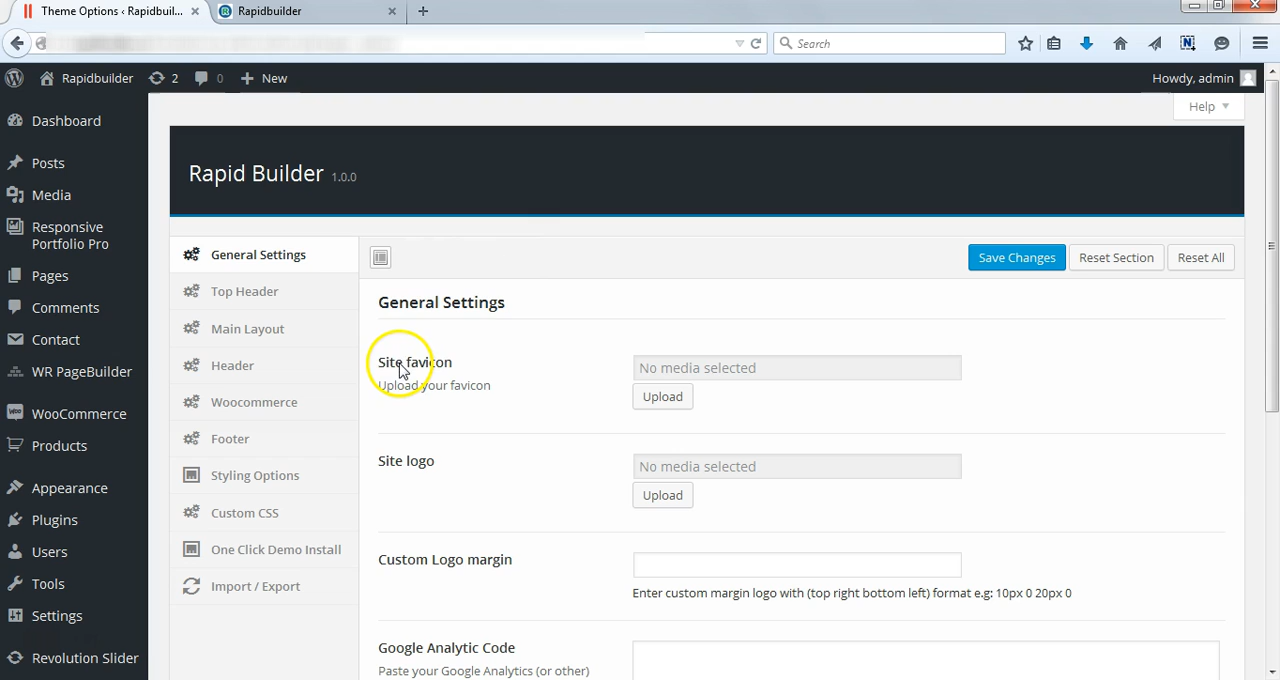 Theme Options ‹ Rapidbuil...
Rapidbuilder
Search
Rapidbuilder
2
0
New
Howdy, admin
Help
Dashboard
Posts
Media
Responsive
Portfolio Pro
Pages
Comments
Contact
WR PageBuilder
WooCommerce
Products
Appearance
Plugins
Users
Tools
Settings
Revolution Slider
Rapid Builder 1.0.0
General Settings
Top Header
Main Layout
Header
Woocommerce
Footer
Styling Options
Custom CSS
One Click Demo Install
Import / Export
Save Changes
Reset Section
Reset All
General Settings
Site favicon
Upload your favicon
No media selected
Upload
Site logo
No media selected
Upload
Custom Logo margin
Enter custom margin logo with (top right bottom left) format e.g: 10px 0 20px 0
Google Analytic Code
Paste your Google Analytics (or other)